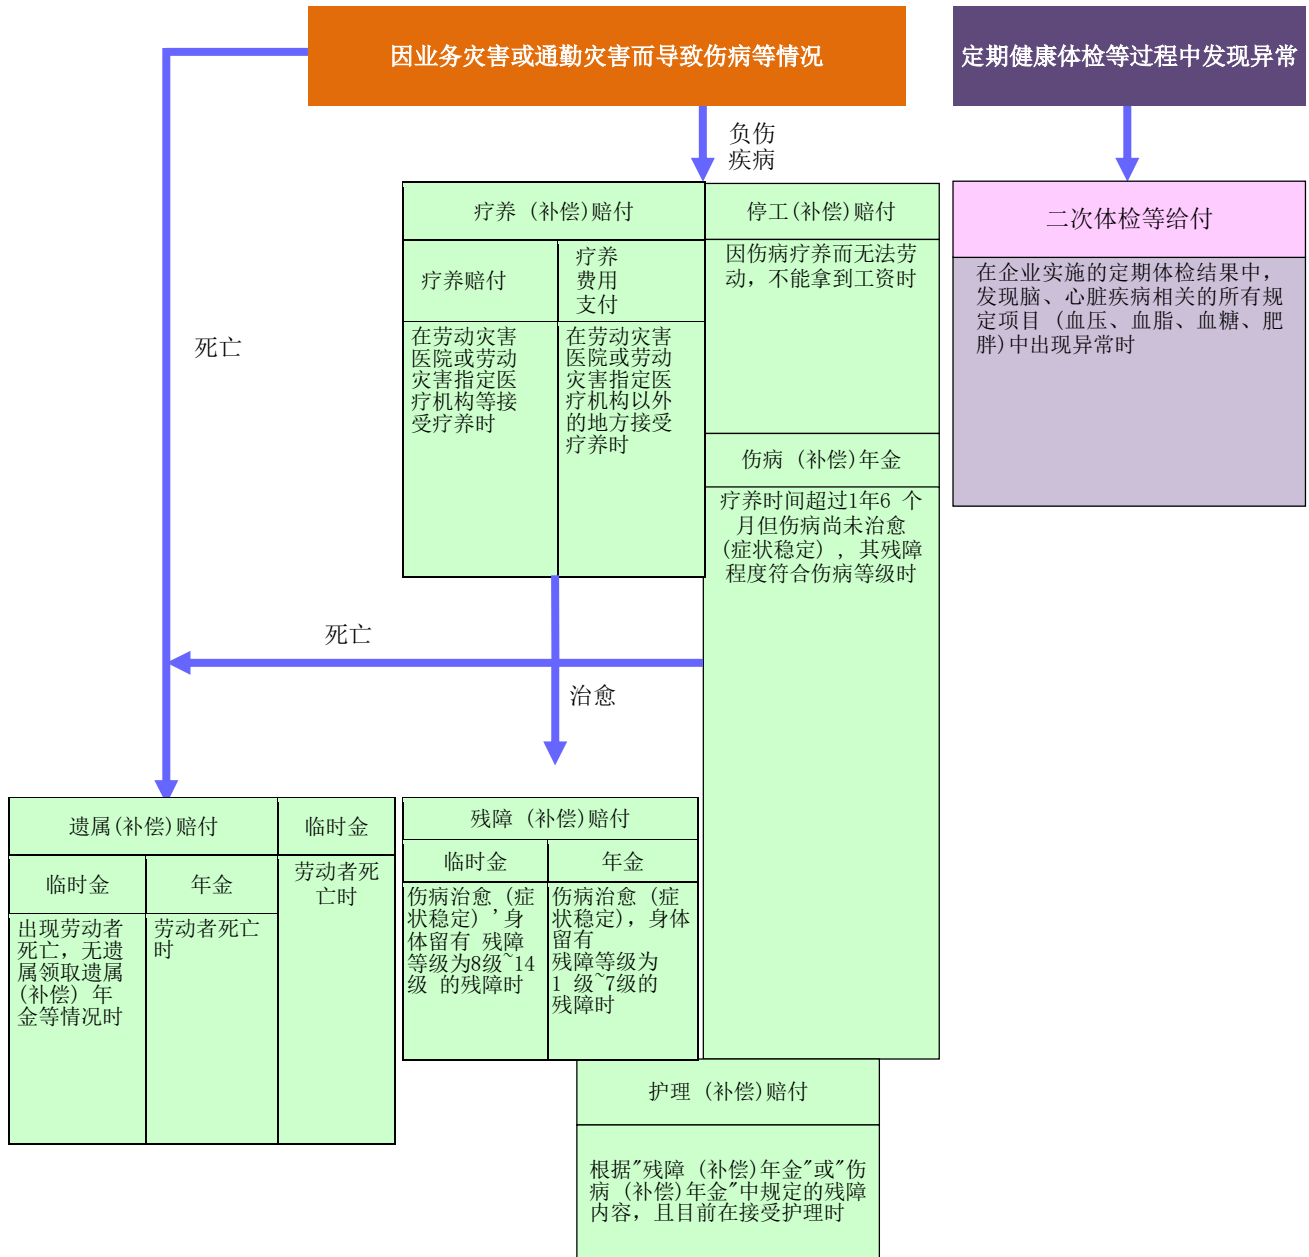 因业务灾害或通勤灾害而导致伤病等情况
定期健康体检等过程中发现异常
负伤
疾病
疗养 (补偿)赔付
停工(补偿)赔付
二次体检等给付
疗养赔付
疗养
费用
支付
因伤病疗养而无法劳
动，不能拿到工资时
在企业实施的定期体检结果中，
发现脑、心脏疾病相关的所有规
定项目 (血压、血脂、血糖、肥
胖)中出现异常时
死亡
在劳动灾害
医院或劳动
灾害指定医
疗机构等接
受疗养时
在劳动灾害
医院或劳动
灾害指定医
疗机构以外
的地方接受
疗养时
伤病 (补偿)年金
疗养时间超过1年6 个
月但伤病尚未治愈
(症状稳定) , 其残障
程度符合伤病等级时
死亡
治愈
遗属(补偿)赔付
临时金
残障 (补偿)赔付
临时金
年金
劳动者死
亡时
临时金
年金
出现劳动者
死亡，无遗
属领取遗属
(补偿) 年
金等情况时
劳动者死亡
时
伤病治愈 (症
状稳定) ’身
体留有 残障
等级为8级~14
级 的残障时
伤病治愈 (症
状稳定), 身体
留有
残障等级为
1 级~7级的
残障时
护理 (补偿)赔付
根据"残障 (补偿)年金"或"伤
病 (补偿)年金"中规定的残障
内容，且目前在接受护理时